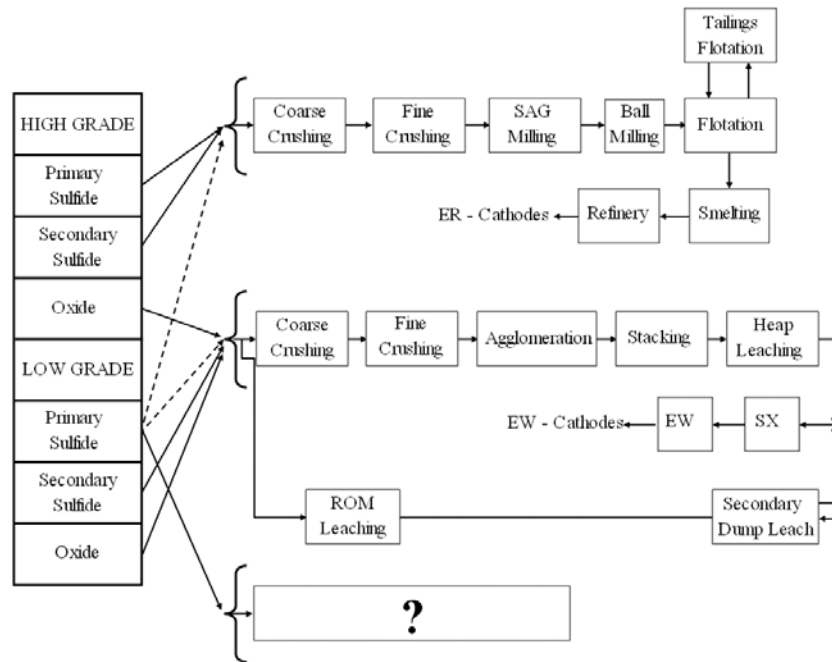 Tailings
Flotation
HIGH GRADE
Coarse
Crushing
Fine
Crushing
SAG
Milling
Ball
Milling
Flotation
Primary
Sulfide
Secondary
Sulfide
ER - Cathodes
Refinery
Smelting
Oxide
Coarse
Crushing
Fine
Crushing
Agglomeration
Stacking
Heap
Leaching
LOW GRADE
Primary
Sulfide
EW - Cathodes
EW
SX
Secondary
Sulfide
ROM
Leaching
Secondary
Dump Leach
Oxide
?